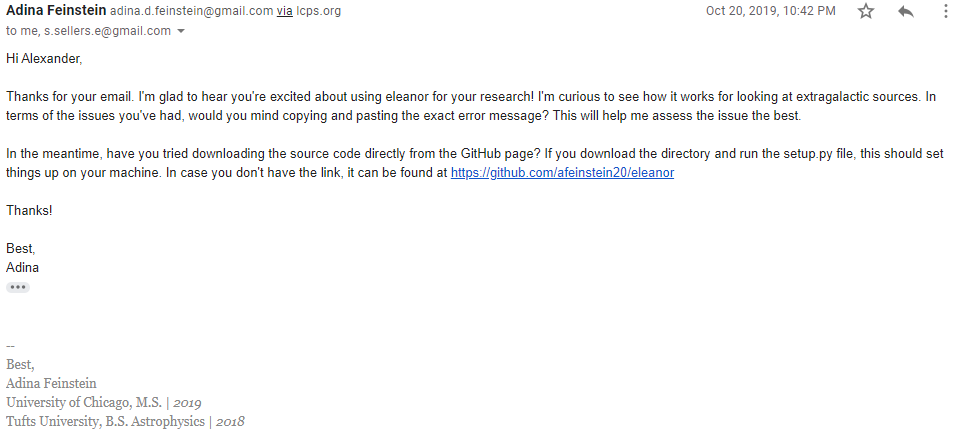 Adina Feinstein adina.d.feinstein@gmail.com via lcps.org
Oct 20, 2019, 10:42 PM
to me, s.sellers.e@gmail.com
Hi Alexander,
Thanks for your email. I'm glad to hear you're excited about using eleanor for your research! I'm curious to see how it works for looking at extragalactic sources. In
terms of the issues you've had, would you mind copying and pasting the exact error message? This will help me assess the issue the best.
In the meantime, have you tried downloading the source code directly from the GitHub page? If you download the directory and run the setup.py file, this should set
things up on your machine. In case you don't have the link, it can be found at https://github.com/afeinstein20/eleanor
Thanks!
Best,
Adina
--
Best,
Adina Feinstein
University of Chicago, M.S. | 2019
Tufts University, B.S. Astrophysics | 2018